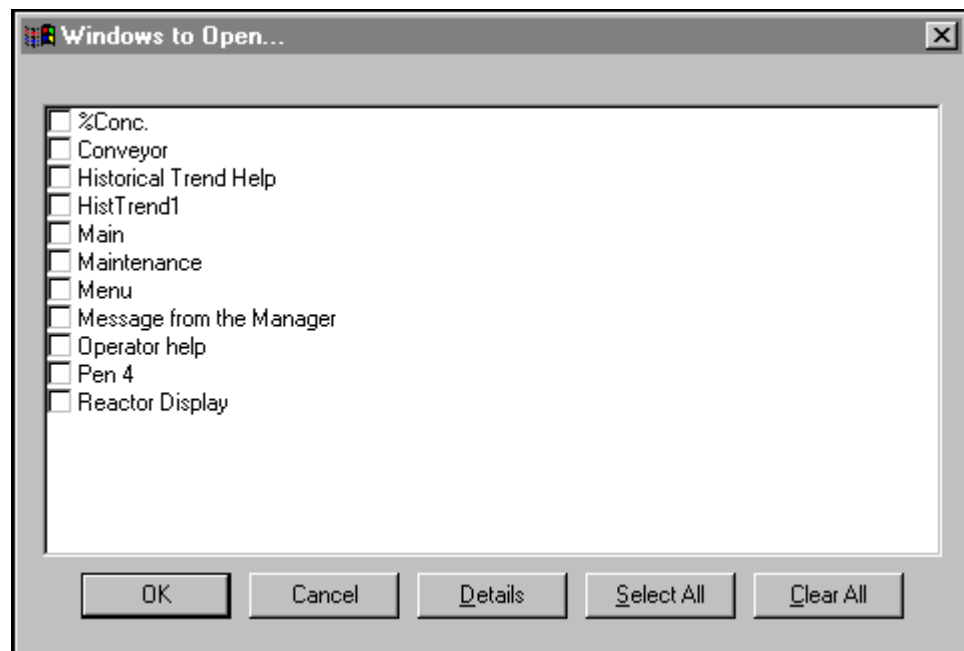 Windows to Open...
%Conc.
Conveyor
Historical Trend Help
HistTrend1
Main
Maintenance
Menu
Message from the Manager
Operator help
Pen 4
Reactor Display
OK Cancel Details Select All Clear All